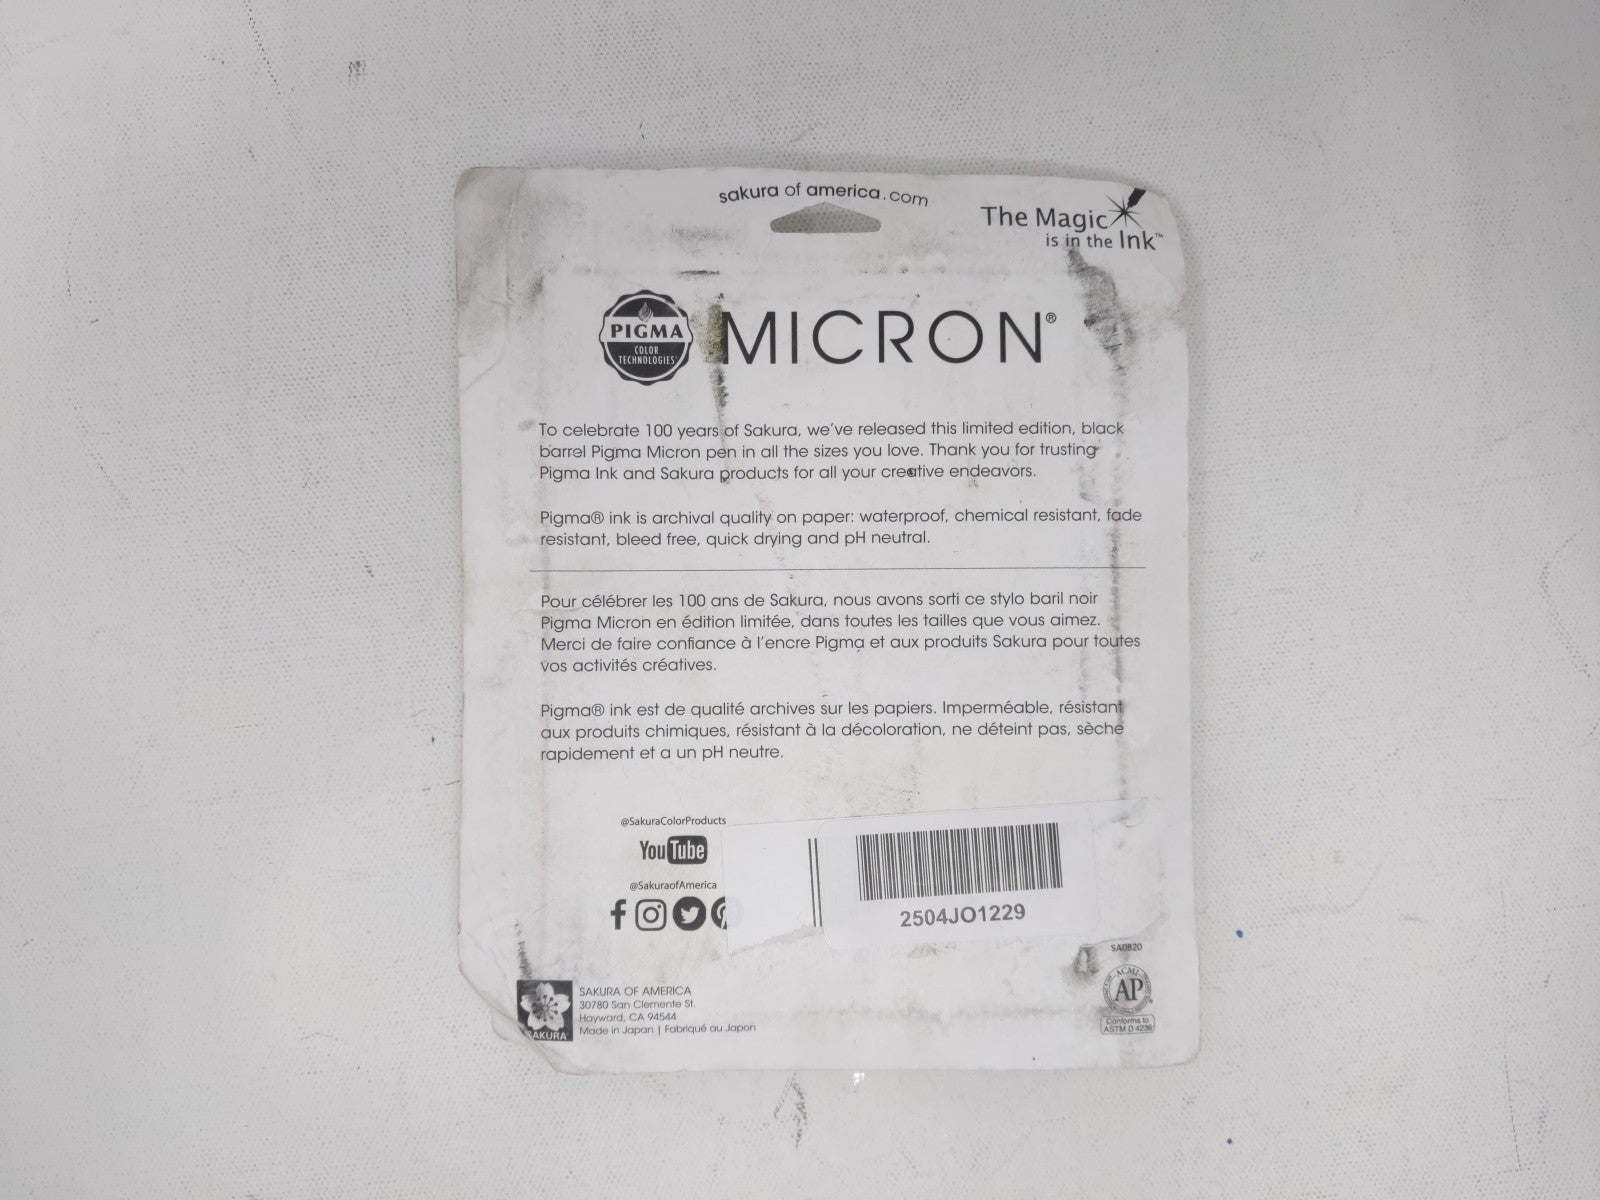 sakura of america.com
The Magic
is in the Ink™
PIGMA
COLOR
TECHNOLOGIES
MICRON®
To celebrate 100 years of Sakura, we've released this limited edition, black
barrel Pigma Micron pen in all the sizes you love. Thank you for trusting
Pigma Ink and Sakura products for all your creative endeavors.
Pigma® ink is archival quality on paper: waterproof, chemical resistant, fade
resistant, bleed free, quick drying and pH neutral.
Pour célébrer les 100 ans de Sakura, nous avons sorti ce stylo baril noir
Pigma Micron en édition limitée, dans toutes les tailles que vous aimez.
Merci de faire confiance à l'encre Pigma et aux produits Sakura pour toutes
vos activités créatives.
Pigma® ink est de qualité archives sur les papiers. Imperméable, résistant
aux produits chimiques, résistant à la décoloration, ne déteint pas, sèche
rapidement et a un pH neutre.
@SakuraColorProducts
YouTube
@SakuraofAmerica
2504JO1229
SA0820
ACMI
AP
Conforms to
ASTM D 4236
SAKURA
SAKURA OF AMERICA
30780 San Clemente St.
Hayward, CA 94544
Made in Japan | Fabriqué au Japon